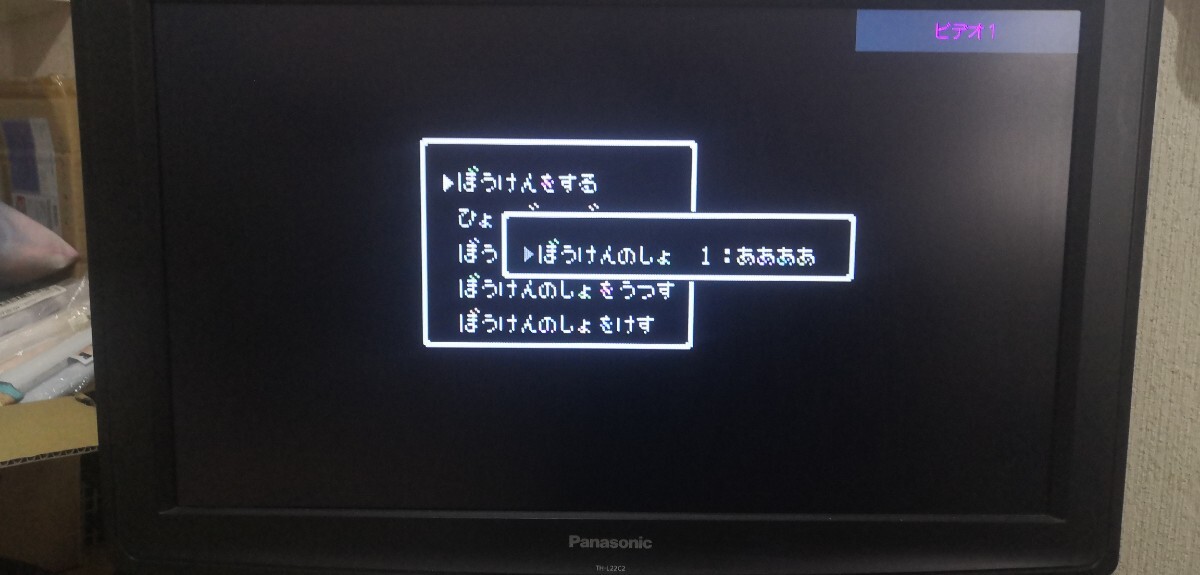 ビデオ1
▶ぼうけんをする
ひょ
ぼう
▶ぼうけんのしょ 1:ああああ
ぼうけんのしょをうつす
ぼうけんのしょをけす
Panasonic
TH-L22C2